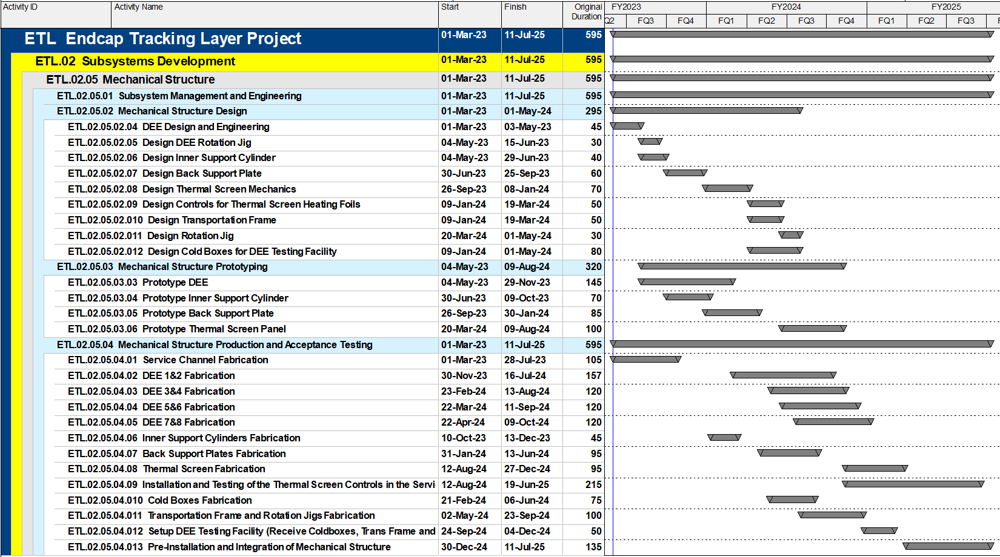 Activity ID Activity Name Start Finish Original Duration FY2023 FY2024 FY2025
FQ3 FQ4 FQ1 FQ2 FQ3 FQ4 FQ1 FQ2 FQ3
ETL Endcap Tracking Layer Project 01-Mar-23 11-Jul-25 595
ETL.02 Subsystems Development 01-Mar-23 11-Jul-25 595
ETL.02.05 Mechanical Structure 01-Mar-23 11-Jul-25 595
ETL.02.05.01 Subsystem Management and Engineering 01-Mar-23 11-Jul-25 595
ETL.02.05.02 Mechanical Structure Design 01-Mar-23 01-May-24 295
ETL.02.05.02.04 DEE Design and Engineering 01-Mar-23 03-May-23 45
ETL.02.05.02.05 Design DEE Rotation Jig 04-May-23 15-Jun-23 30
ETL.02.05.02.06 Design Inner Support Cylinder 04-May-23 29-Jun-23 40
ETL.02.05.02.07 Design Back Support Plate 30-Jun-23 25-Sep-23 60
ETL.02.05.02.08 Design Thermal Screen Mechanics 26-Sep-23 08-Jan-24 70
ETL.02.05.02.09 Design Controls for Thermal Screen Heating Foils 09-Jan-24 19-Mar-24 50
ETL.02.05.02.010 Design Transportation Frame 09-Jan-24 19-Mar-24 50
ETL.02.05.02.011 Design Rotation Jig 20-Mar-24 01-May-24 30
ETL.02.05.02.012 Design Cold Boxes for DEE Testing Facility 09-Jan-24 01-May-24 80
ETL.02.05.03 Mechanical Structure Prototyping 04-May-23 09-Aug-24 320
ETL.02.05.03.03 Prototype DEE 04-May-23 29-Nov-23 145
ETL.02.05.03.04 Prototype Inner Support Cylinder 30-Jun-23 09-Oct-23 70
ETL.02.05.03.05 Prototype Back Support Plate 26-Sep-23 30-Jan-24 85
ETL.02.05.03.06 Prototype Thermal Screen Panel 20-Mar-24 09-Aug-24 100
ETL.02.05.04 Mechanical Structure Production and Acceptance Testing 01-Mar-23 11-Jul-25 595
ETL.02.05.04.01 Service Channel Fabrication 01-Mar-23 28-Jul-23 105
ETL.02.05.04.02 DEE 1&2 Fabrication 30-Nov-23 16-Jul-24 157
ETL.02.05.04.03 DEE 3&4 Fabrication 23-Feb-24 13-Aug-24 120
ETL.02.05.04.04 DEE 5&6 Fabrication 22-Mar-24 11-Sep-24 120
ETL.02.05.04.05 DEE 7&8 Fabrication 22-Apr-24 09-Oct-24 120
ETL.02.05.04.06 Inner Support Cylinders Fabrication 10-Oct-23 13-Dec-23 45
ETL.02.05.04.07 Back Support Plates Fabrication 31-Jan-24 13-Jun-24 95
ETL.02.05.04.08 Thermal Screen Fabrication 12-Aug-24 27-Dec-24 95
ETL.02.05.04.09 Installation and Testing of the Thermal Screen Controls in the Servi 12-Aug-24 19-Jun-25 215
ETL.02.05.04.010 Cold Boxes Fabrication 21-Feb-24 06-Jun-24 75
ETL.02.05.04.011 Transportation Frame and Rotation Jigs Fabrication 02-May-24 23-Sep-24 100
ETL.02.05.04.012 Setup DEE Testing Facility (Receive Coldboxes, Trans Frame and 24-Sep-24 04-Dec-24 50
ETL.02.05.04.013 Pre-Installation and Integration of Mechanical Structure 30-Dec-24 11-Jul-25 135